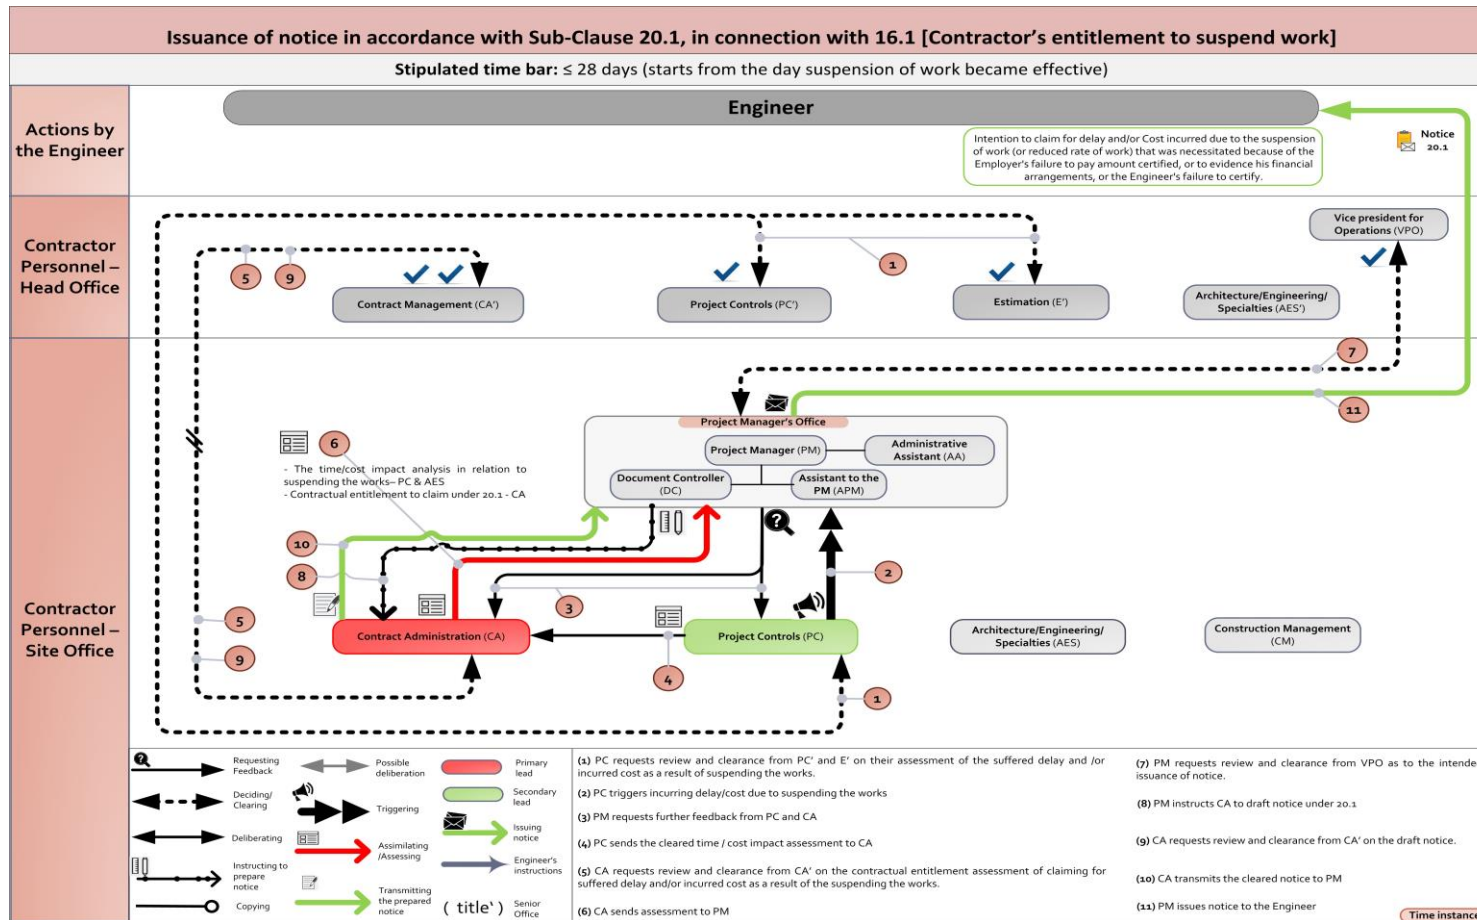 Issuance of notice in accordance with Sub-Clause 20.1, in connection with 16.1 [Contractor's entitlement to suspend work]
Stipulated time bar: ≤ 28 days (starts from the day suspension of work became effective)
Actions by
the Engineer
Engineer
Intention to claim for delay and/or Cost incurred due to the suspension
of work (or reduced rate of work) that was necessitated because of the
Employer's failure to pay amount certified, or to evidence his financial
arrangements, or the Engineer's failure to certify.
Notice
20.1
Contractor
Personnel –
Head Office
5
9
1
Vice president for
Operations (VPO)
Contract Management (CA')
Project Controls (PC')
Estimation (E')
Architecture/Engineering/
Specialties (AES')
7
11
Contractor
Personnel –
Site Office
Project Manager's Office
Project Manager (PM)
Administrative
Assistant (AA)
Document Controller
(DC)
Assistant to the
PM (APM)
6
- The time/cost impact analysis in relation to
suspending the works– PC & AES
- Contractual entitlement to claim under 20.1 - CA
10
8
3
2
5
9
Contract Administration (CA)
Project Controls (PC)
Architecture/Engineering/
Specialties (AES)
Construction Management
(CM)
4
1
Requesting
Feedback
Deciding/
Clearing
Deliberating
Instructing to
prepare
notice
Copying
Possible
deliberation
Triggering
Assimilating
/Assessing
Transmitting
the prepared
notice
Primary
lead
Secondary
lead
Issuing
notice
Engineer's
instructions
( title‵ )
Senior
Office
(1) PC requests review and clearance from PC' and E' on their assessment of the suffered delay and /or
incurred cost as a result of suspending the works.
(2) PC triggers incurring delay/cost due to suspending the works
(3) PM requests further feedback from PC and CA
(4) PC sends the cleared time / cost impact assessment to CA
(5) CA requests review and clearance from CA' on the contractual entitlement assessment of claiming for
suffered delay and/or incurred cost as a result of the suspending the works.
(6) CA sends assessment to PM
(7) PM requests review and clearance from VPO as to the intended
issuance of notice.
(8) PM instructs CA to draft notice under 20.1
(9) CA requests review and clearance from CA' on the draft notice.
(10) CA transmits the cleared notice to PM
(11) PM issues notice to the Engineer
Time instance